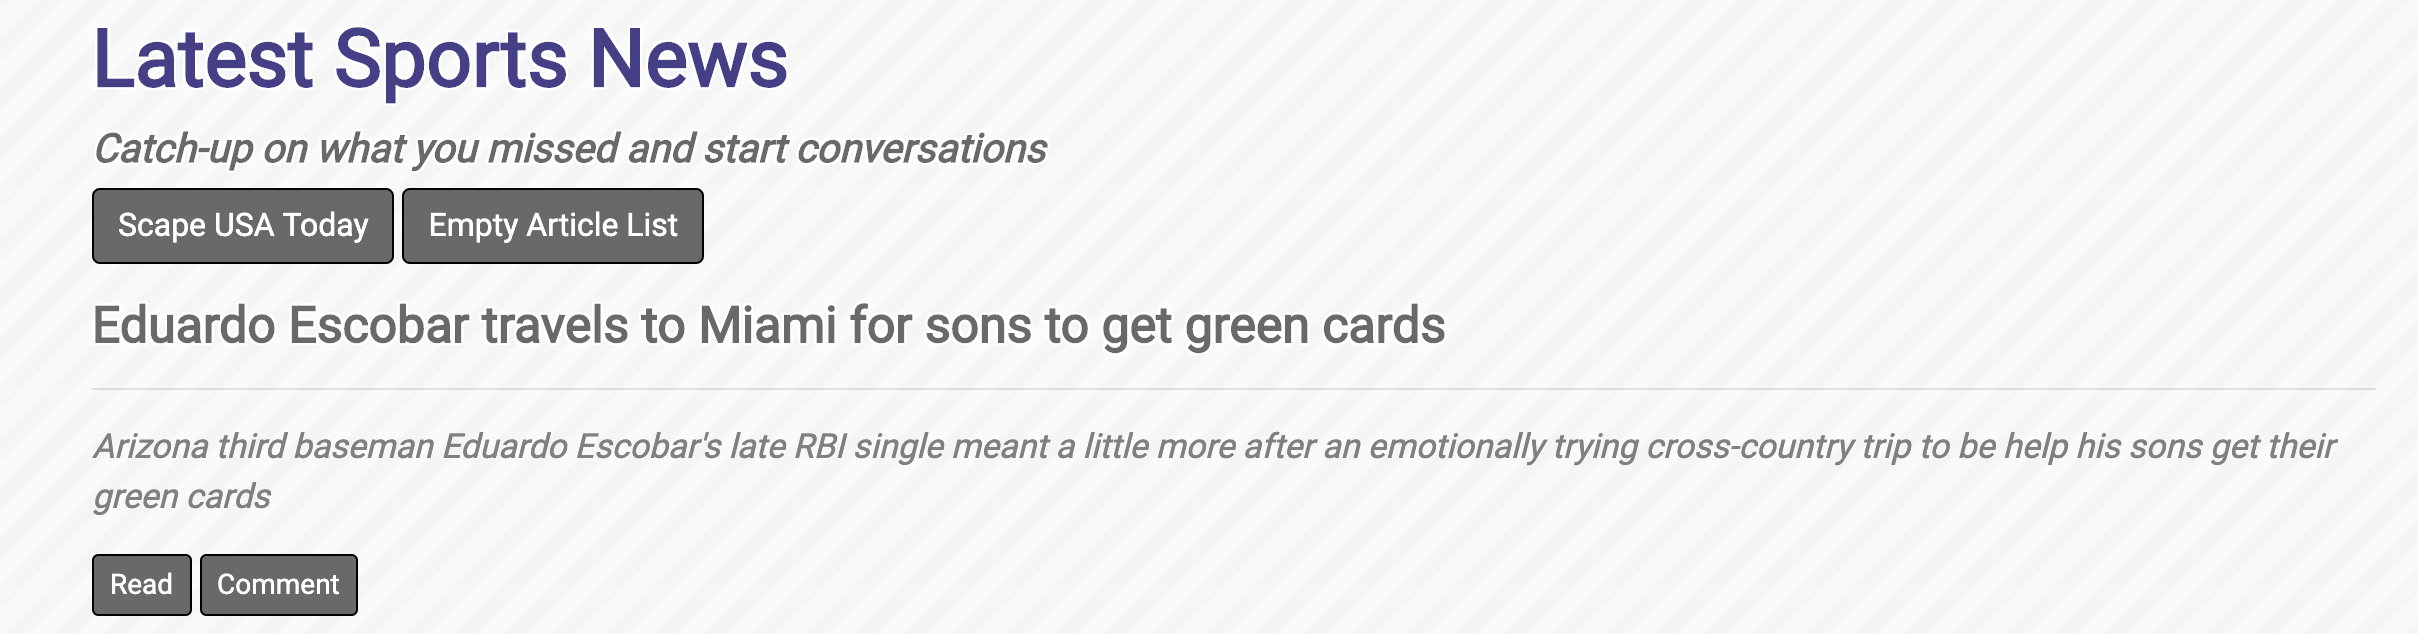 Latest Sports News
Catch-up on what you missed and start conversations
Scape USA Today Empty Article List
Eduardo Escobar travels to Miami for sons to get green cards
Arizona third baseman Eduardo Escobar's late RBI single meant a little more after an emotionally trying cross-country trip to be help his sons get their
green cards
Read Comment